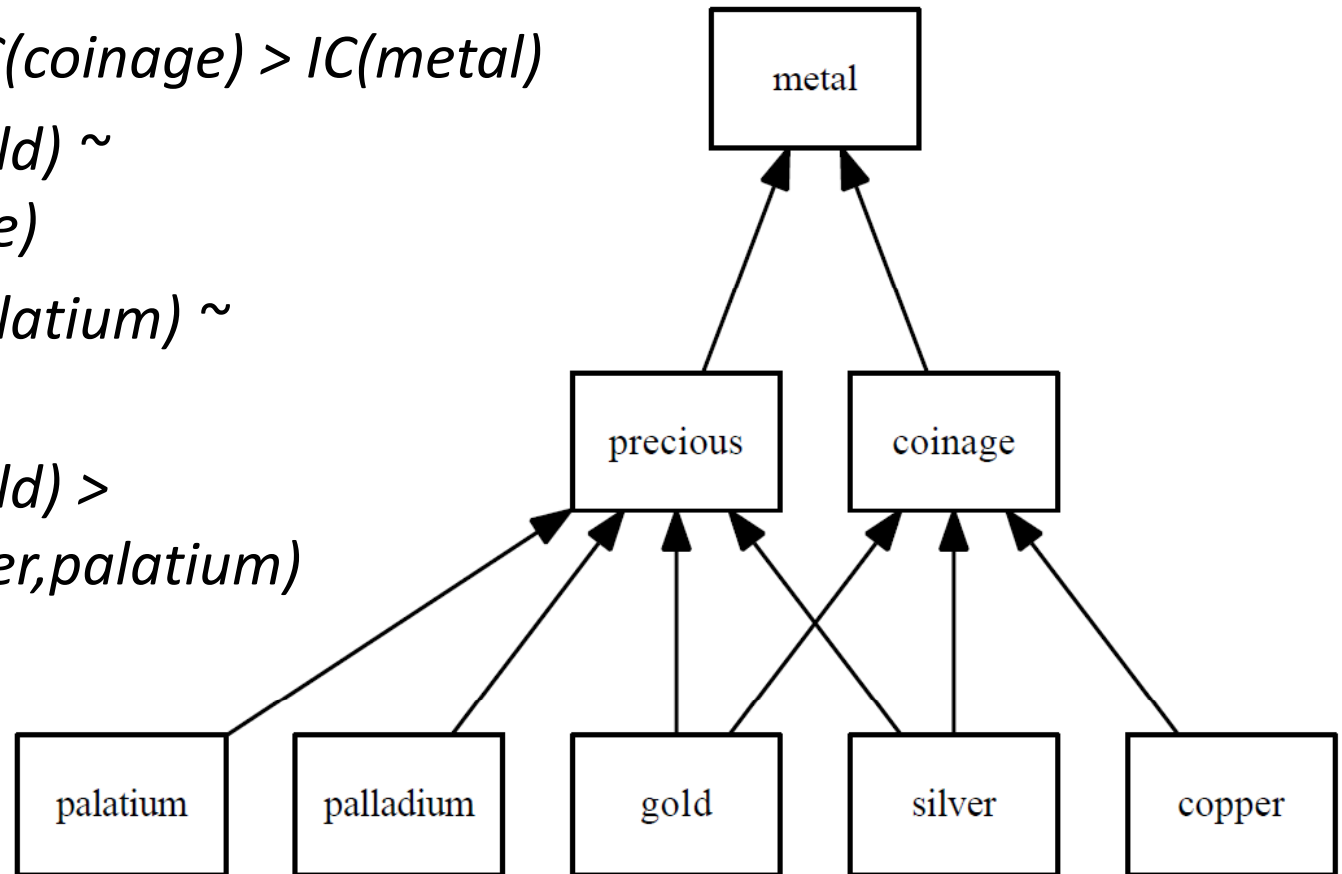 (coinage) > IC(metal)
ld) ~
e)
latium) ~
ld) >
er,palatium)
metal
precious
coinage
palatium
palladium
gold
silver
copper